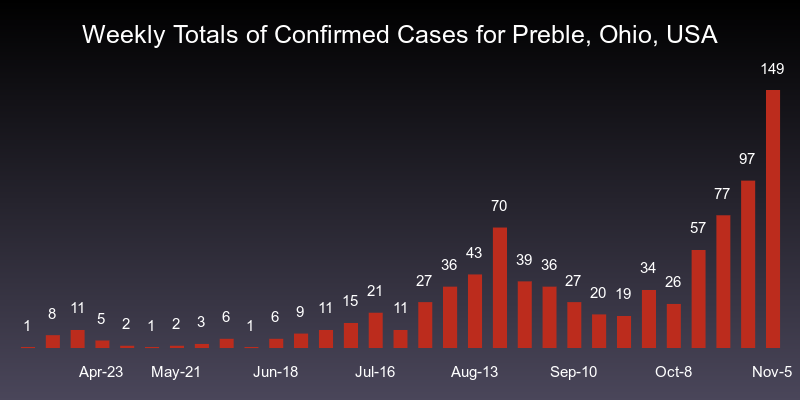 Weekly Totals of Confirmed Cases for Preble, Ohio, USA
1 8 11 5 2 1 2 3 6 1 6 9 11 15 21 11 27 36 43 70 39 36 27 20 19 34 26 57 77 97 149
Apr-23 May-21 Jun-18 Jul-16 Aug-13 Sep-10 Oct-8 Nov-5